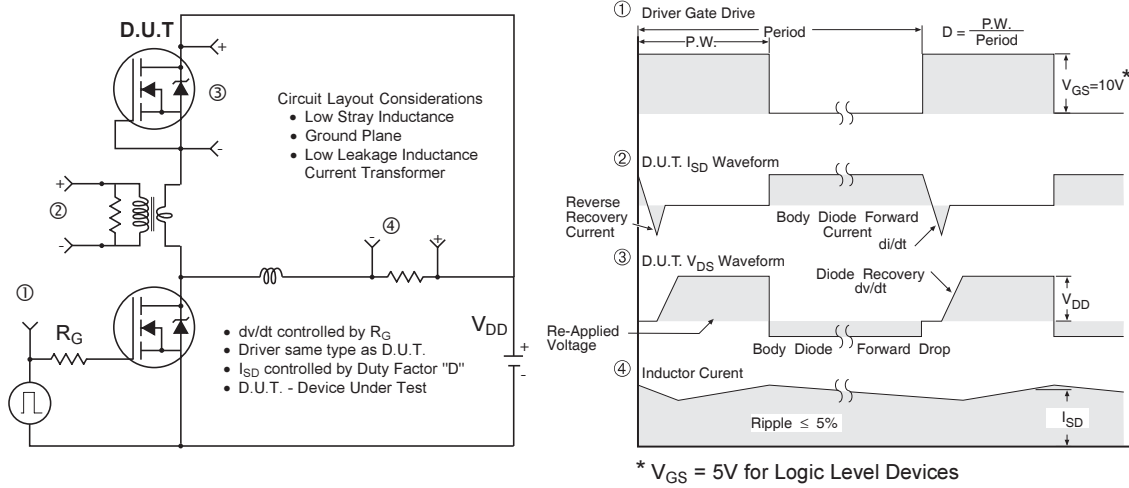 D.U.T
+
③
-
Circuit Layout Considerations
• Low Stray Inductance
• Ground Plane
• Low Leakage Inductance
Current Transformer
+
②
-
④
-
+
①
R_G
V_DD
+
-
• dv/dt controlled by R_G
• Driver same type as D.U.T.
• I_SD controlled by Duty Factor "D"
• D.U.T. - Device Under Test
① Driver Gate Drive
P.W.
Period
D = P.W. / Period
V_GS=10V*
② D.U.T. I_SD Waveform
Reverse
Recovery
Current
Body Diode Forward
Current
di/dt
③ D.U.T. V_DS Waveform
Diode Recovery
dv/dt
V_DD
Re-Applied
Voltage
Body Diode Forward Drop
④ Inductor Curent
Ripple ≤ 5%
I_SD
* V_GS = 5V for Logic Level Devices